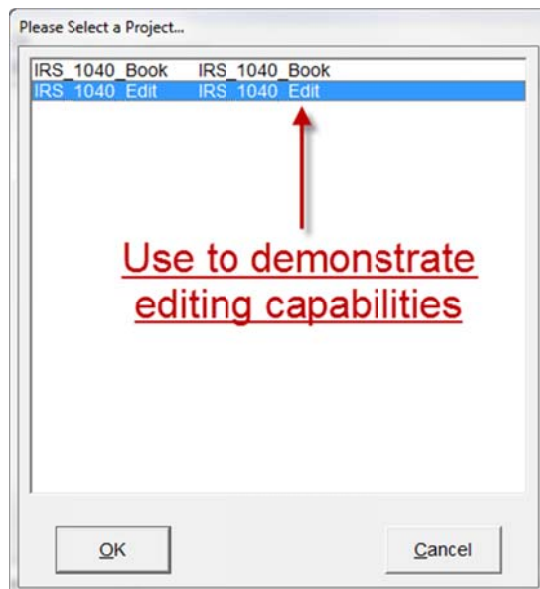 Please Select a Project...
IRS_1040_Book IRS_1040_Book
IRS_1040_Edit IRS_1040_Edit
Use to demonstrate
editing capabilities
OK Cancel